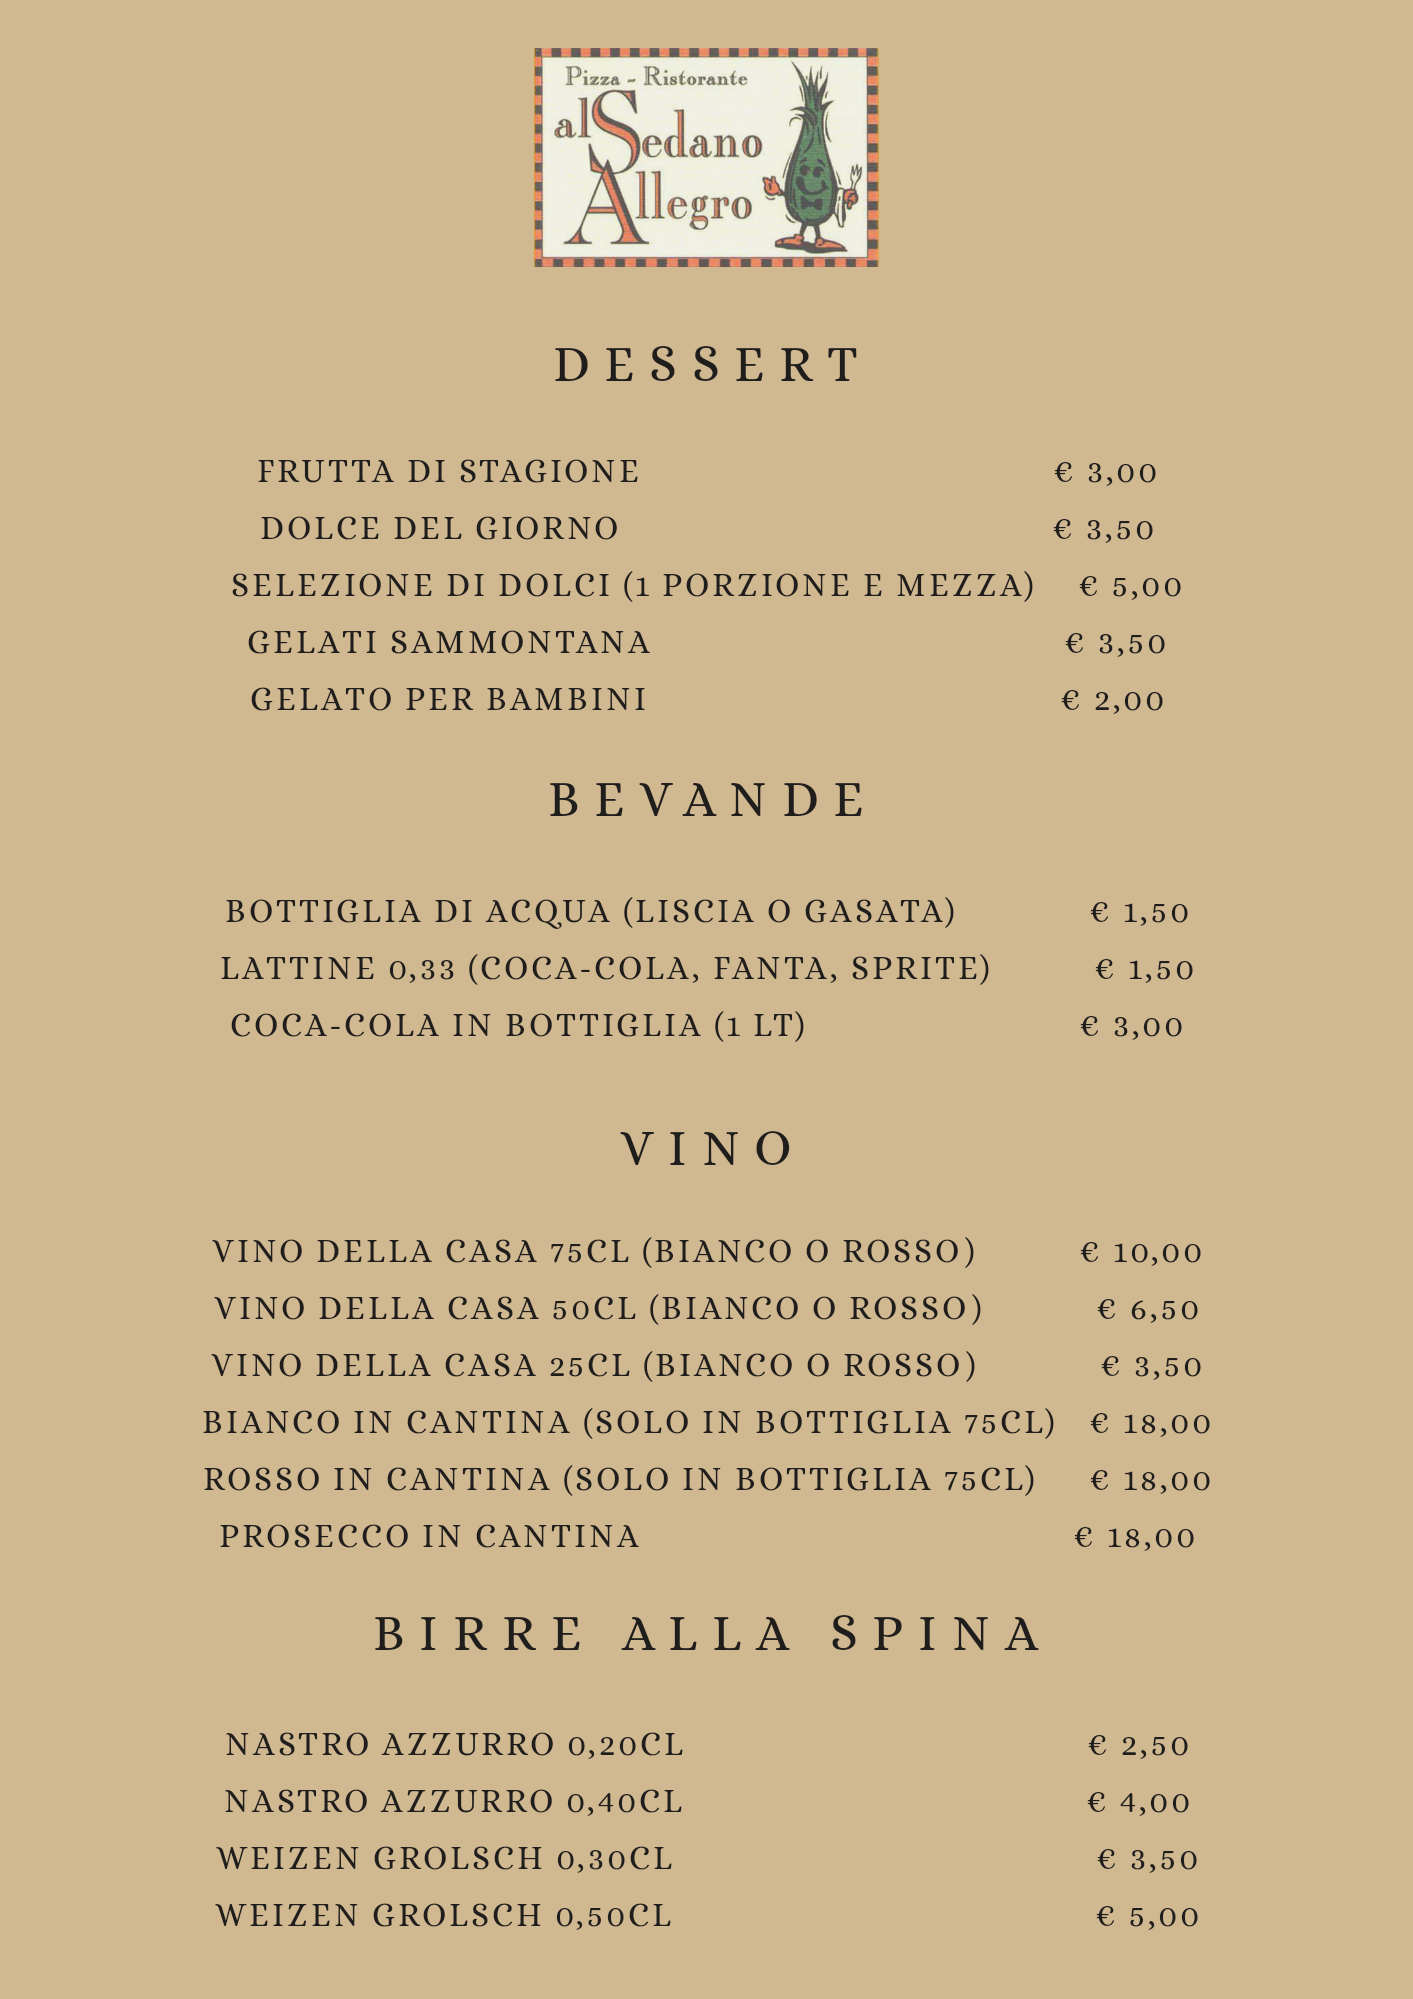 Pizza - Ristorante
al Sedano
Allegro
DESSERT
FRUTTA DI STAGIONE € 3,00
DOLCE DEL GIORNO € 3,50
SELEZIONE DI DOLCI (1 PORZIONE E MEZZA) € 5,00
GELATI SAMMONTANA € 3,50
GELATO PER BAMBINI € 2,00
BEVANDE
BOTTIGLIA DI ACQUA (LISCIA O GASATA) € 1,50
LATTINE 0,33 (COCA-COLA, FANTA, SPRITE) € 1,50
COCA-COLA IN BOTTIGLIA (1 LT) € 3,00
VINO
VINO DELLA CASA 75CL (BIANCO O ROSSO) € 10,00
VINO DELLA CASA 50CL (BIANCO O ROSSO) € 6,50
VINO DELLA CASA 25CL (BIANCO O ROSSO) € 3,50
BIANCO IN CANTINA (SOLO IN BOTTIGLIA 75CL) € 18,00
ROSSO IN CANTINA (SOLO IN BOTTIGLIA 75CL) € 18,00
PROSECCO IN CANTINA € 18,00
BIRRE ALLA SPINA
NASTRO AZZURRO 0,20CL € 2,50
NASTRO AZZURRO 0,40CL € 4,00
WEIZEN GROLSCH 0,30CL € 3,50
WEIZEN GROLSCH 0,50CL € 5,00